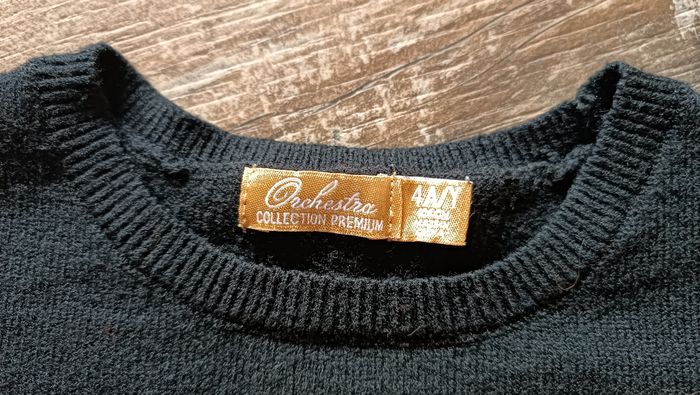 Orchestra
COLLECTION PREMIUM
4A/Y